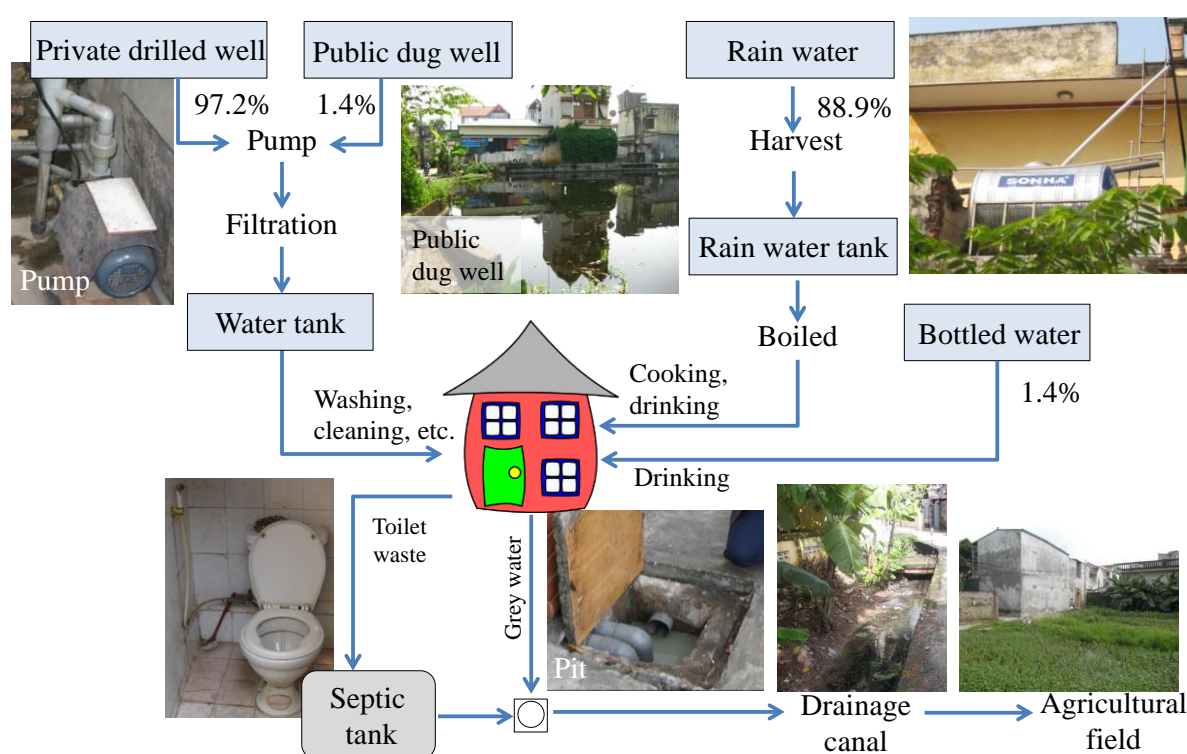 Private drilled well
Public dug well
Rain water
97.2%
1.4%
88.9%
Pump
Harvest
SONHA
Filtration
Public
dug well
Rain water tank
Pump
Water tank
Boiled
Bottled water
Cooking,
drinking
1.4%
Washing,
cleaning, etc.
Drinking
Toilet
waste
Grey water
Pit
Septic
tank
Drainage
canal
Agricultural
field